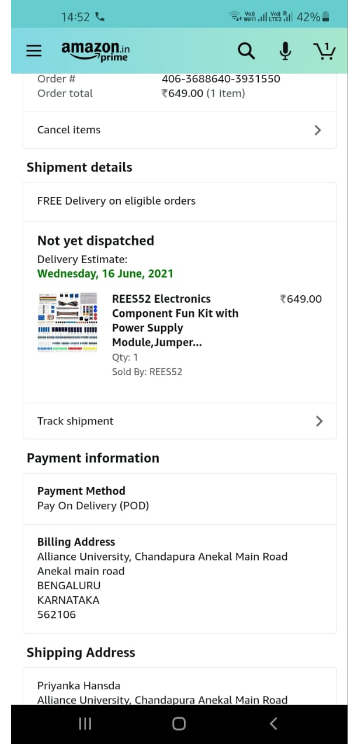 14:52
42%
amazon.in
prime
1
Order # 406-3688640-3931550
Order total ₹649.00 (1 item)
Cancel items
Shipment details
FREE Delivery on eligible orders
Not yet dispatched
Delivery Estimate:
Wednesday, 16 June, 2021
REES52 Electronics ₹649.00
Component Fun Kit with
Power Supply
Module,Jumper...
Qty: 1
Sold By: REES52
Track shipment
Payment information
Payment Method
Pay On Delivery (POD)
Billing Address
Alliance University, Chandapura Anekal Main Road
Anekal main road
BENGALURU
KARNATAKA
562106
Shipping Address
Priyanka Hansda
Alliance University, Chandapura Anekal Main Road